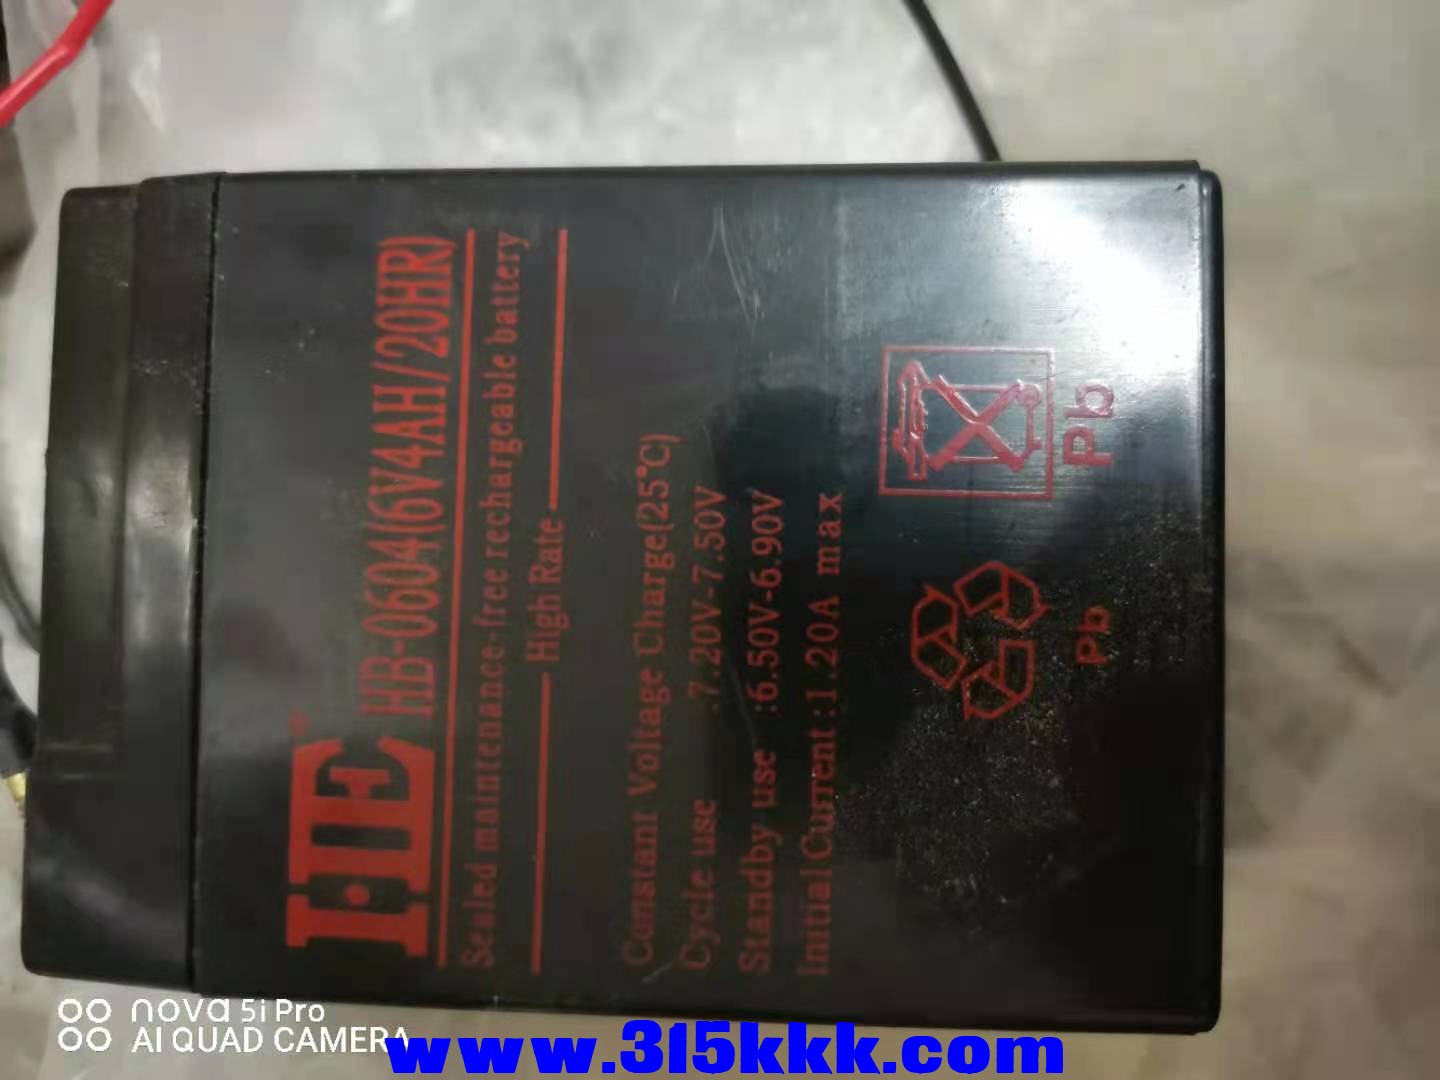 HB-0604(6V4AH/20HR)
Sealed maintenance-free rechargeable battery
High Rate
Constant Voltage Charge(25°C)
Cycle use :7.20V-7.50V
Standby use :6.50V-6.90V
Initial Current:1.20A max
Pb
Pb
nova 5i Pro
AI QUAD CAMERA
www.315kkk.com